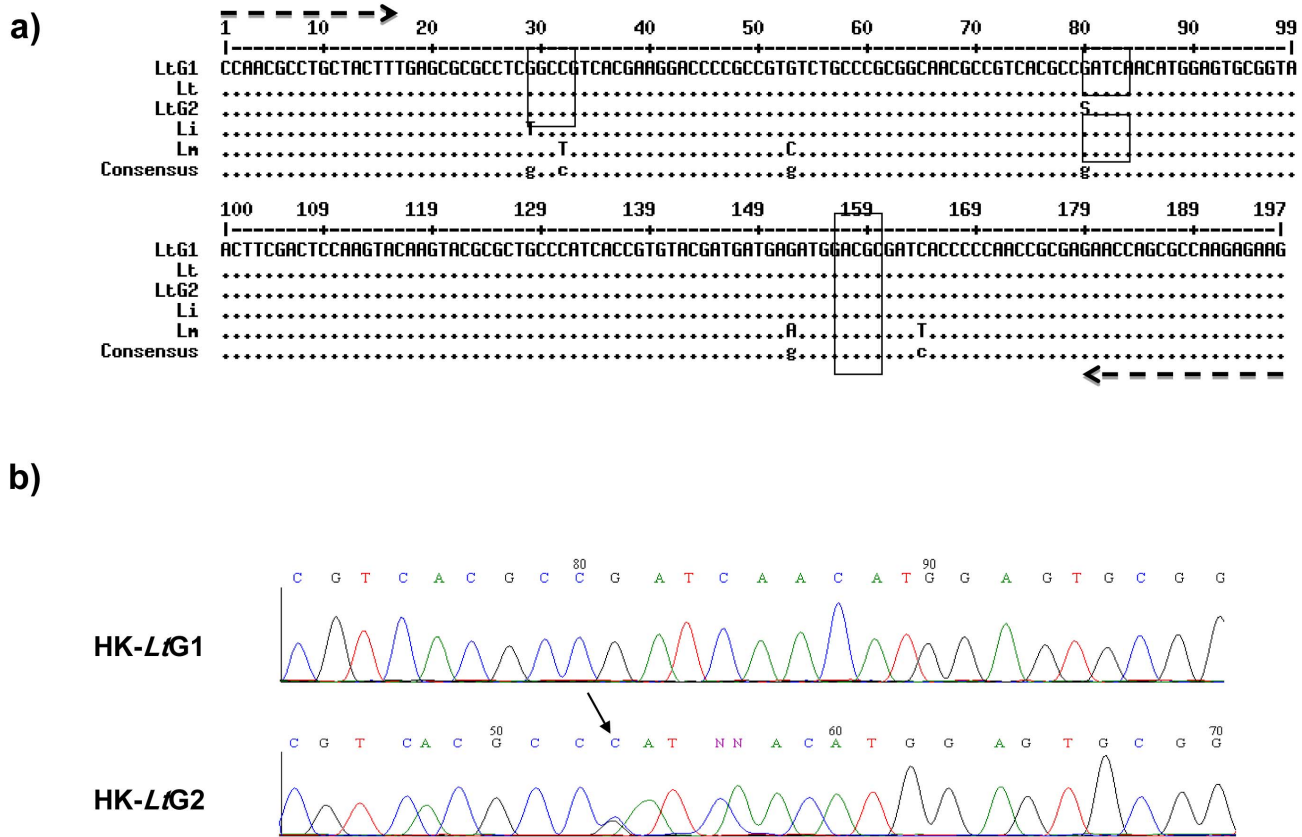 a)
1 10 20 30 40 50 60 70 80 90 99
LtG1 CCAACGCCTGCTACTTTGAGCGCGCCTCGGCCGTCACGAAGGACCCCGCCGTGTCTGCCCGCGGCAACGCCGTCACGCCGATCAACATGGAGTGCGGTA
Lt
LtG2 S
Li T
Lm T C
Consensus g c g g
100 109 119 129 139 149 159 169 179 189 197
LtG1 ACTTCGACTCCAAGTACAAGTACGCGCTGCCCATCACCGTGTACGATGATGAGATGGACGCGATCACCCCCAACCGCGAGAACCAGCGCCAAGAGAAG
Lt
LtG2
Li
Lm A T
Consensus g c
b)
80 90
C G T C A C G C C G A T C A A C A T G G A G T G C G G
HK-LtG1
50 60 70
C G T C A C G C C C A T N N A C A T G G A G T G C G G
HK-LtG2